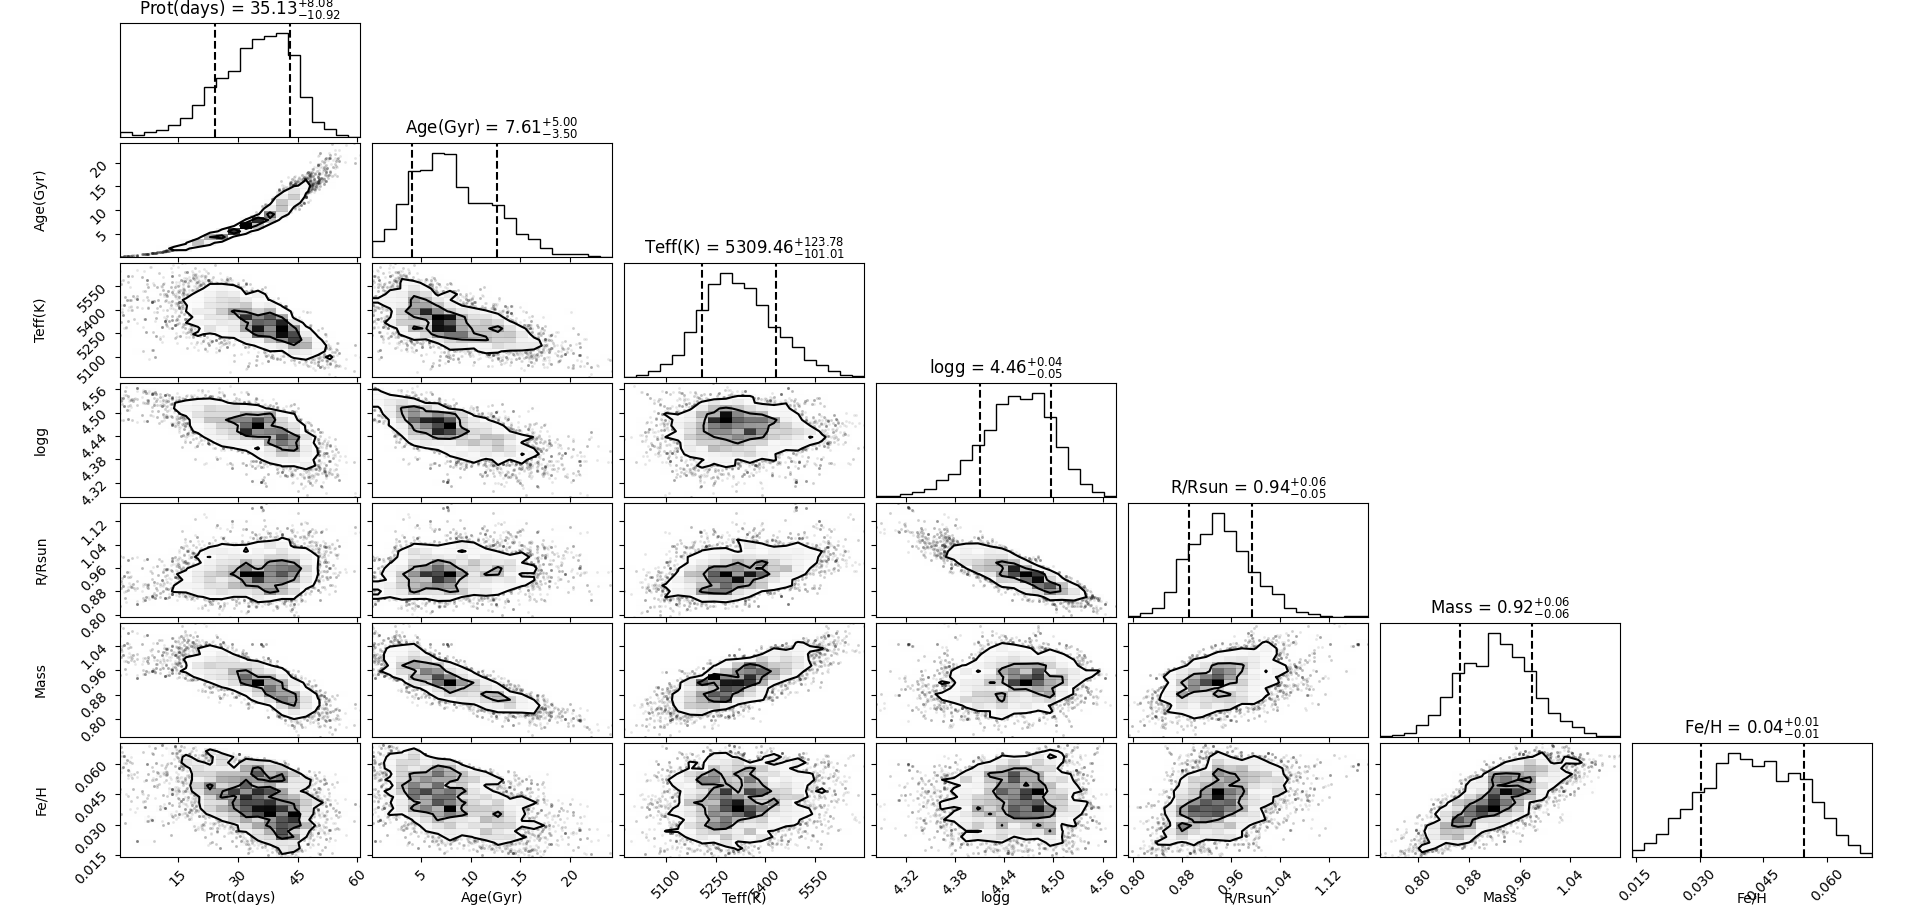 Prot(days) = 35.13+8.08−10.92
Age(Gyr) = 7.61+5.00−3.50
20
15
10
5
Age(Gyr)
Teff(K) = 5309.46+123.78−101.01
5550
5400
5250
5100
Teff(K)
logg = 4.46+0.04−0.05
4.56
4.50
4.44
4.38
4.32
logg
R/Rsun = 0.94+0.06−0.05
1.12
1.04
0.96
0.88
0.80
R/Rsun
Mass = 0.92+0.06−0.06
1.04
0.96
0.88
0.80
Mass
Fe/H = 0.04+0.01−0.01
0.060
0.045
0.030
0.015
Fe/H
15 30 45 60
Prot(days)
5 10 15 20
Age(Gyr)
5100 5250 5400 5550
Teff(K)
4.32 4.38 4.44 4.50 4.56
logg
0.80 0.88 0.96 1.04 1.12
R/Rsun
0.80 0.88 0.96 1.04
Mass
0.015 0.030 0.045 0.060
Fe/H